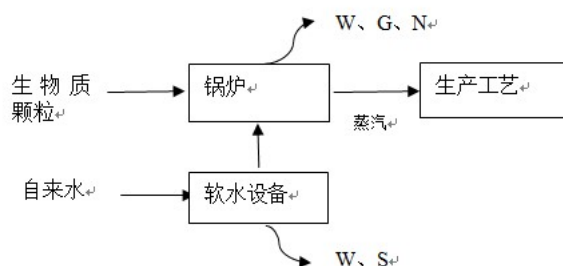 W、G、N
生物质
颗粒
锅炉
生产工艺
蒸汽
自来水
软水设备
W、S